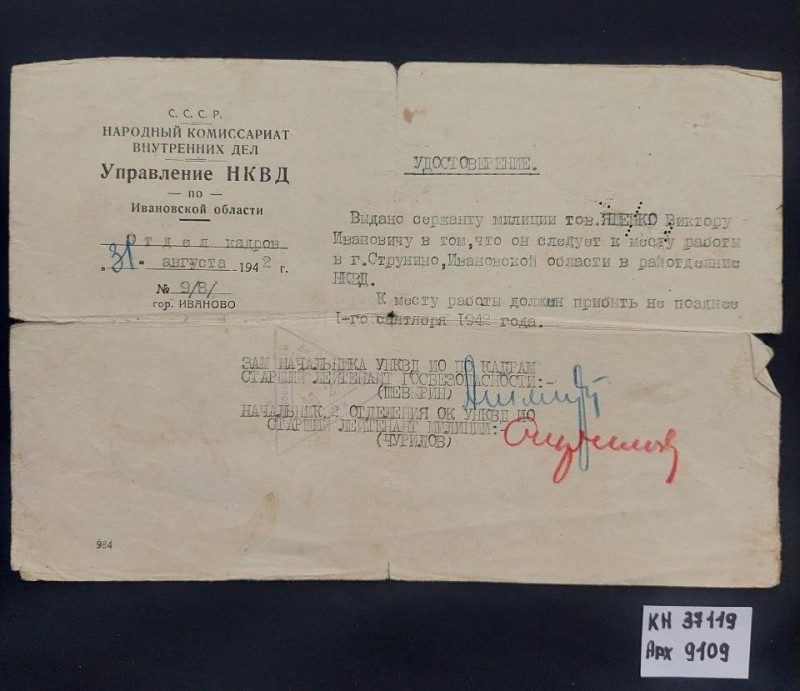 С. С. С. Р.
НАРОДНЫЙ КОМИССАРИАТ
ВНУТРЕННИХ ДЕЛ
Управление НКВД
— по —
Ивановской области
Отдел кадров
„31" августа 1942 г.
№ 9/8/
гор. ИВАНОВО
УДОСТОВЕРЕНИЕ.
Выдано сержанту милиции тов. ЯЦЕНКО Виктору
Ивановичу в том, что он следует к месту работы
в г. Струнино, Ивановской области в райотделние
НКВД.
К месту работы должен прибыть не позднее
1-го сентября 1942 года.
ЗАМ НАЧАЛЬНИКА УНКВД ИО ПО КАДРАМ
СТАРШИЙ ЛЕЙТЕНАНТ ГОСБЕЗОПАСНОСТИ:-
(ШЕВЫРИН)
НАЧАЛЬНИК 2 ОТДЕЛЕНИЯ ОК УНКВД ИО
СТАРШИЙ ЛЕЙТЕНАНТ МИЛИЦИИ:-
(ЧУРИЛОВ)
984
КН 37119
Арх 9109